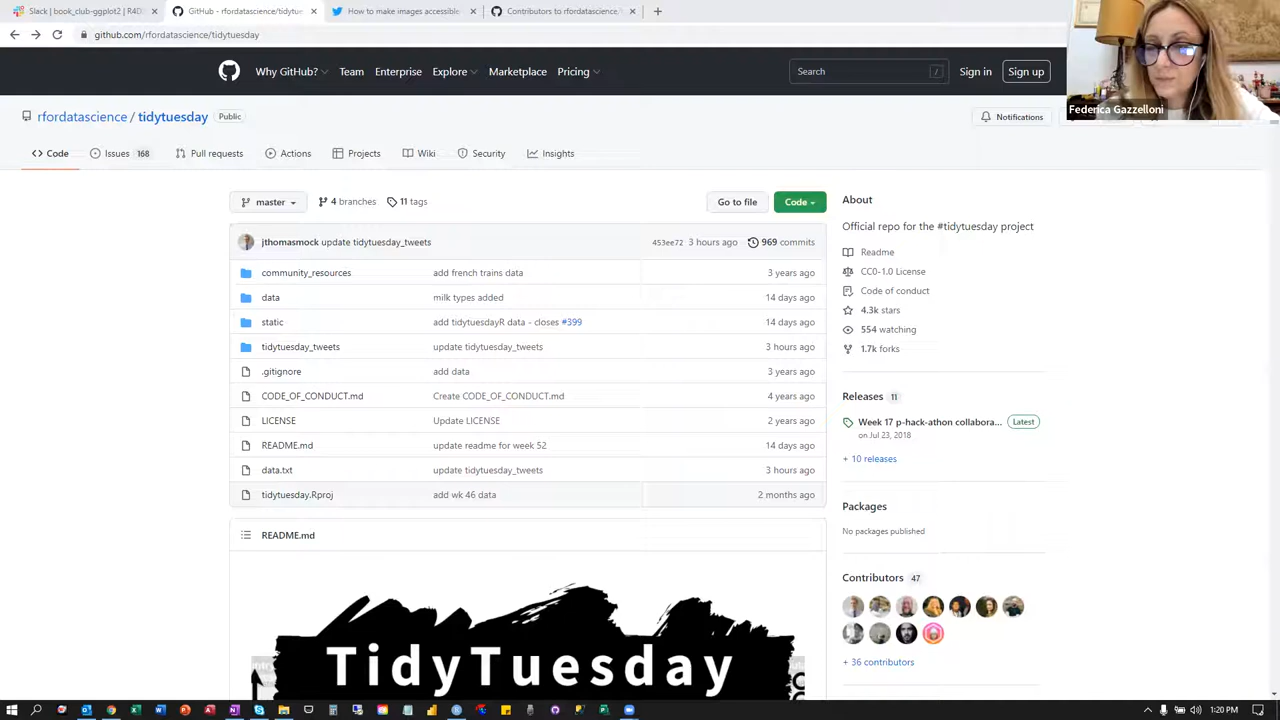 Slack | book_club-ggplot2 | R4D
GitHub - rfordatascience/tidytu
How to make images accessible
Contributors to rfordatascience/
github.com/rfordatascience/tidytuesday
Why GitHub?
Team
Enterprise
Explore
Marketplace
Pricing
Search
/
Sign in
Sign up
Federica Gazzelloni
rfordatascience / tidytuesday
Public
Notifications
Code
Issues 168
Pull requests
Actions
Projects
Wiki
Security
Insights
master
4 branches
11 tags
Go to file
Code
About
Official repo for the #tidytuesday project
jthomasmock update tidytuesday_tweets
453ee72 3 hours ago
969 commits
community_resources add french trains data 3 years ago
data milk types added 14 days ago
static add tidytuesdayR data - closes #399 14 days ago
tidytuesday_tweets update tidytuesday_tweets 3 hours ago
.gitignore add data 3 years ago
CODE_OF_CONDUCT.md Create CODE_OF_CONDUCT.md 4 years ago
LICENSE Update LICENSE 2 years ago
README.md update readme for week 52 14 days ago
data.txt update tidytuesday_tweets 3 hours ago
tidytuesday.Rproj add wk 46 data 2 months ago
Readme
CC0-1.0 License
Code of conduct
4.3k stars
554 watching
1.7k forks
Releases 11
Week 17 p-hack-athon collabora... Latest
on Jul 23, 2018
+ 10 releases
Packages
No packages published
Contributors 47
+ 36 contributors
README.md
TidyTuesday
1:20 PM